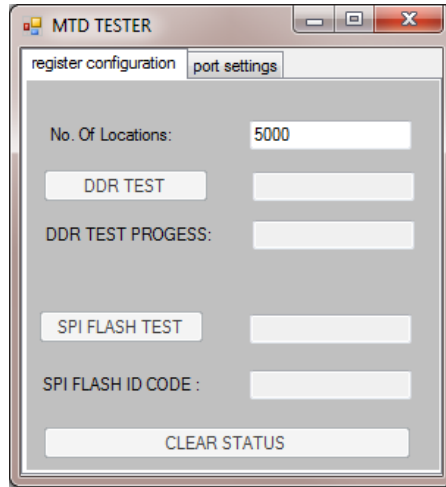 MTD TESTER
register configuration port settings
No. Of Locations: 5000
DDR TEST
DDR TEST PROGESS:
SPI FLASH TEST
SPI FLASH ID CODE :
CLEAR STATUS